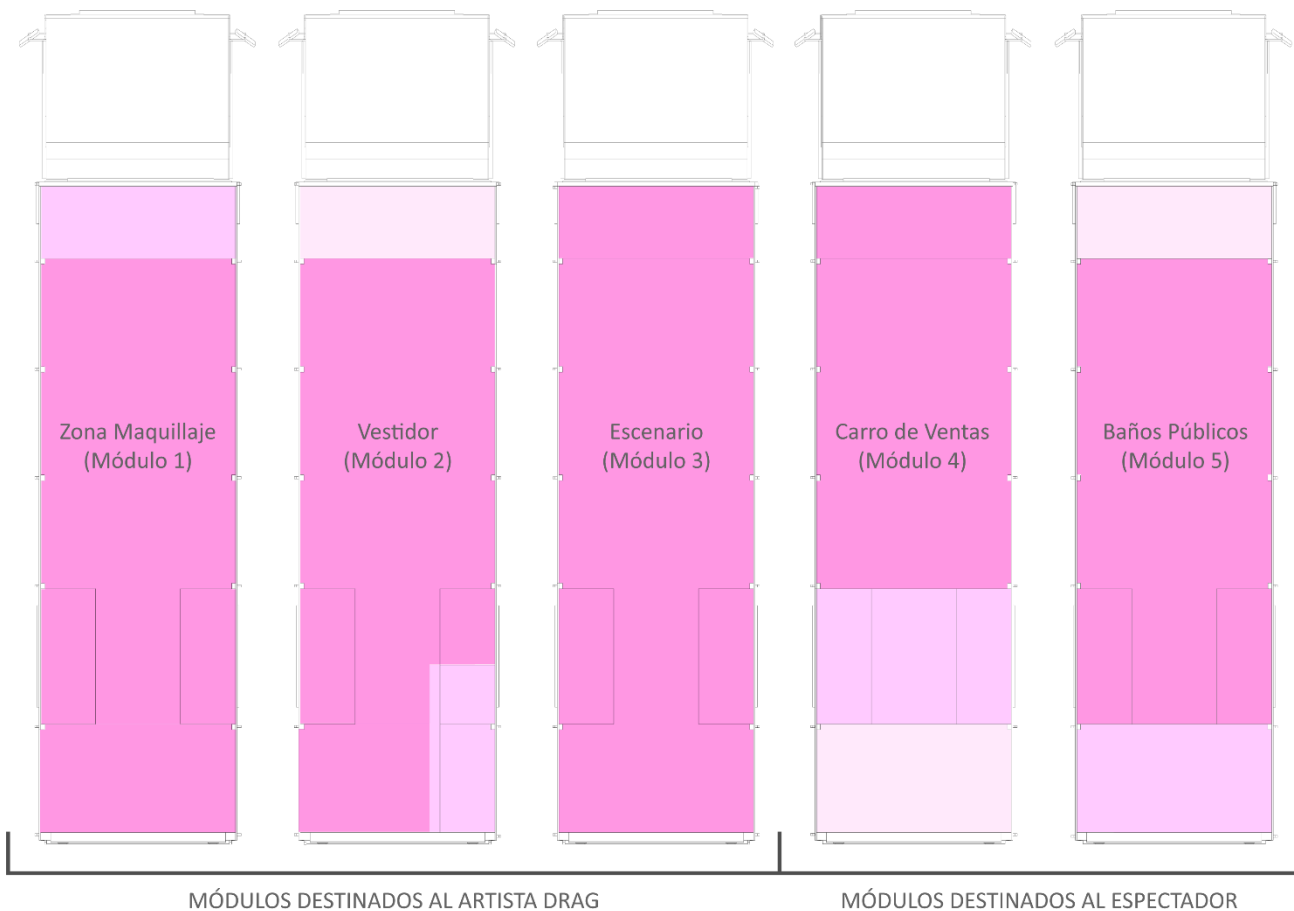 Zona Maquillaje
(Módulo 1)
Vestidor
(Módulo 2)
Escenario
(Módulo 3)
Carro de Ventas
(Módulo 4)
Baños Públicos
(Módulo 5)
MÓDULOS DESTINADOS AL ARTISTA DRAG
MÓDULOS DESTINADOS AL ESPECTADOR